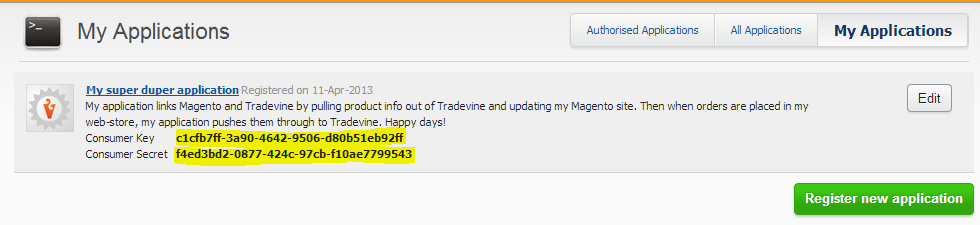 >_ My Applications Authorised Applications All Applications My Applications
My super duper application Registered on 11-Apr-2013
My application links Magento and Tradevine by pulling product info out of Tradevine and updating my Magento site. Then when orders are placed in my
web-store, my application pushes them through to Tradevine. Happy days!
Edit
Consumer Key c1cfb7ff-3a90-4642-9506-d80b51eb92ff
Consumer Secret f4ed3bd2-0877-424c-97cb-f10ae7799543
Register new application